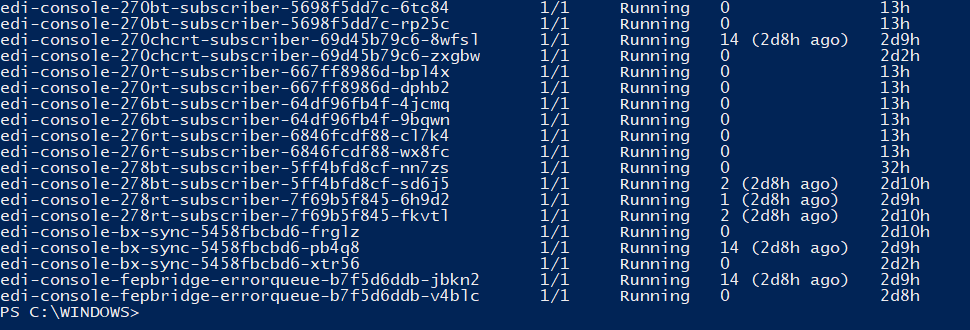 edi-console-270bt-subscriber-5698f5dd7c-6tc84 1/1 Running 0 13h
edi-console-270bt-subscriber-5698f5dd7c-rp25c 1/1 Running 0 13h
edi-console-270chcrt-subscriber-69d45b79c6-8wfsl 1/1 Running 14 (2d8h ago) 2d9h
edi-console-270chcrt-subscriber-69d45b79c6-zxgbw 1/1 Running 0 2d2h
edi-console-270rt-subscriber-667ff8986d-bpl4x 1/1 Running 0 13h
edi-console-270rt-subscriber-667ff8986d-dphb2 1/1 Running 0 13h
edi-console-276bt-subscriber-64df96fb4f-4jcmq 1/1 Running 0 13h
edi-console-276bt-subscriber-64df96fb4f-9bqwn 1/1 Running 0 13h
edi-console-276rt-subscriber-6846fcdf88-cl7k4 1/1 Running 0 13h
edi-console-276rt-subscriber-6846fcdf88-wx8fc 1/1 Running 0 13h
edi-console-278bt-subscriber-5ff4bfd8cf-nn7zs 1/1 Running 0 32h
edi-console-278bt-subscriber-5ff4bfd8cf-sd6j5 1/1 Running 2 (2d8h ago) 2d10h
edi-console-278rt-subscriber-7f69b5f845-6h9d2 1/1 Running 1 (2d8h ago) 2d9h
edi-console-278rt-subscriber-7f69b5f845-fkvtl 1/1 Running 2 (2d8h ago) 2d10h
edi-console-bx-sync-5458fbcbd6-frglz 1/1 Running 0 2d10h
edi-console-bx-sync-5458fbcbd6-pb4q8 1/1 Running 14 (2d8h ago) 2d9h
edi-console-bx-sync-5458fbcbd6-xtr56 1/1 Running 0 2d2h
edi-console-fepbridge-errorqueue-b7f5d6ddb-jbkn2 1/1 Running 14 (2d8h ago) 2d9h
edi-console-fepbridge-errorqueue-b7f5d6ddb-v4blc 1/1 Running 0 2d8h
PS C:\WINDOWS>